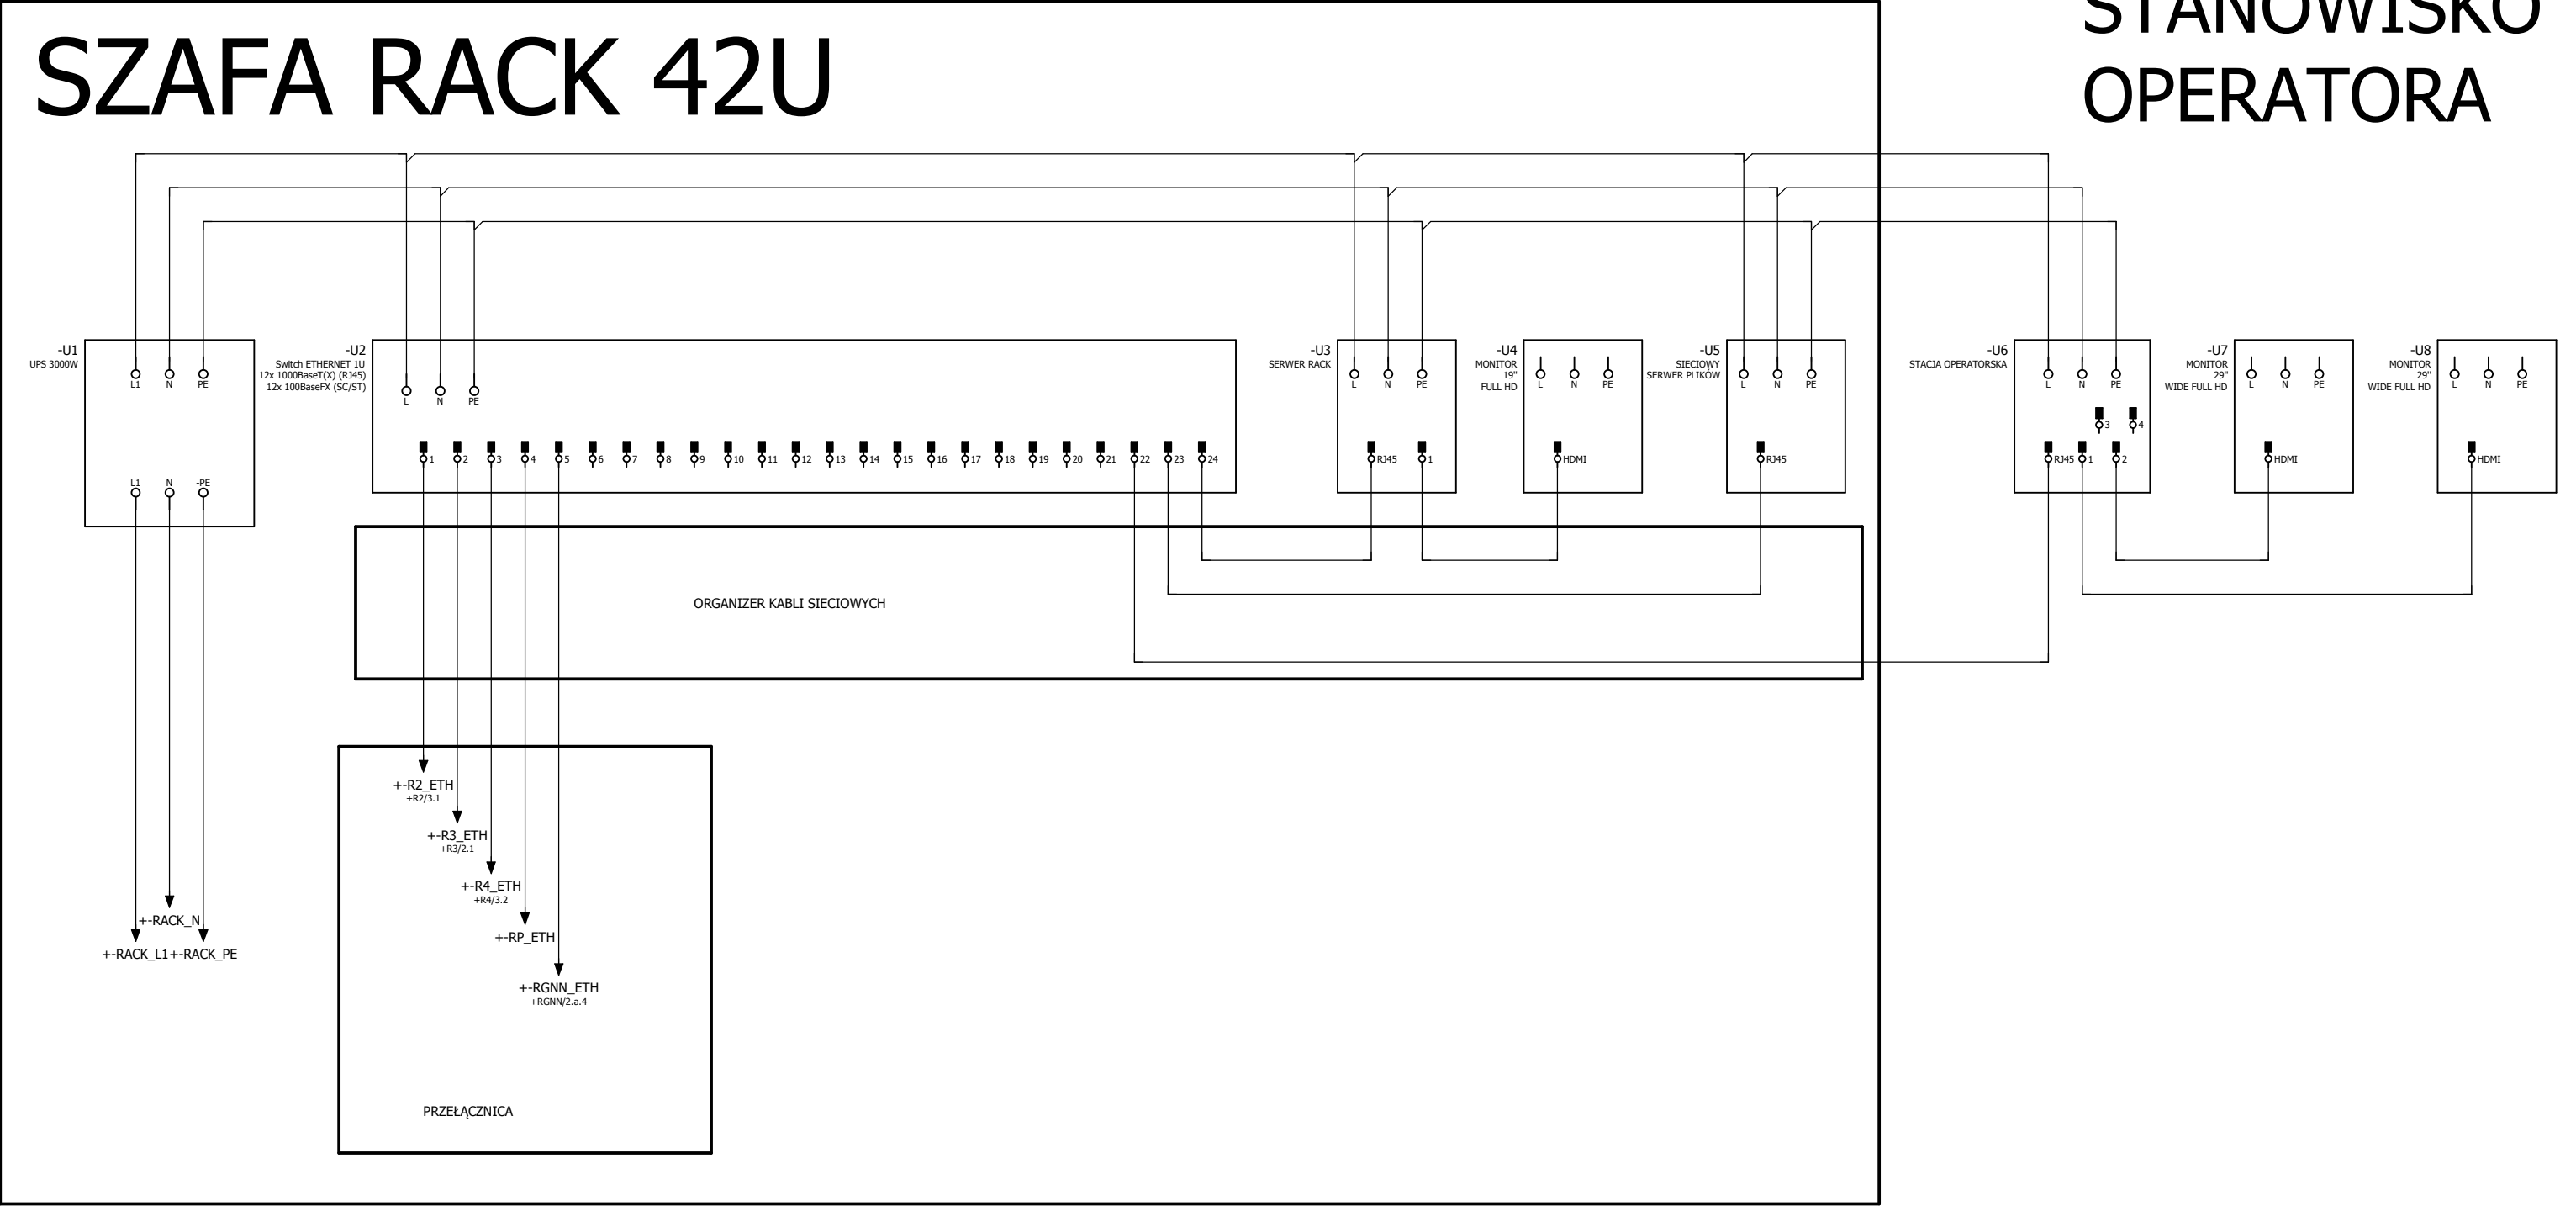 SZAFA RACK 42U
STANOWISKO
OPERATORA
-U1
UPS 3000W
L1 N PE
L1 N -PE
-U2
Switch ETHERNET 1U
12x 1000BaseT(X) (RJ45)
12x 100BaseFX (SC/ST)
L N PE
1 2 3 4 5 6 7 8 9 10 11 12 13 14 15 16 17 18 19 20 21 22 23 24
-U3
SERWER RACK
L N PE
RJ45 1
-U4
MONITOR
19"
FULL HD
L N PE
HDMI
-U5
SIECIOWY
SERWER PLIKÓW
L N PE
RJ45
-U6
STACJA OPERATORSKA
L N PE
3 4
RJ45 1 2
-U7
MONITOR
29"
WIDE FULL HD
L N PE
HDMI
-U8
MONITOR
29"
WIDE FULL HD
L N PE
HDMI
ORGANIZER KABLI SIECIOWYCH
+-R2_ETH
+R2/3.1
+-R3_ETH
+R3/2.1
+-R4_ETH
+R4/3.2
+-RP_ETH
+-RGNN_ETH
+RGNN/2.a.4
+-RACK_N
+-RACK_L1 +-RACK_PE
PRZEŁĄCZNICA